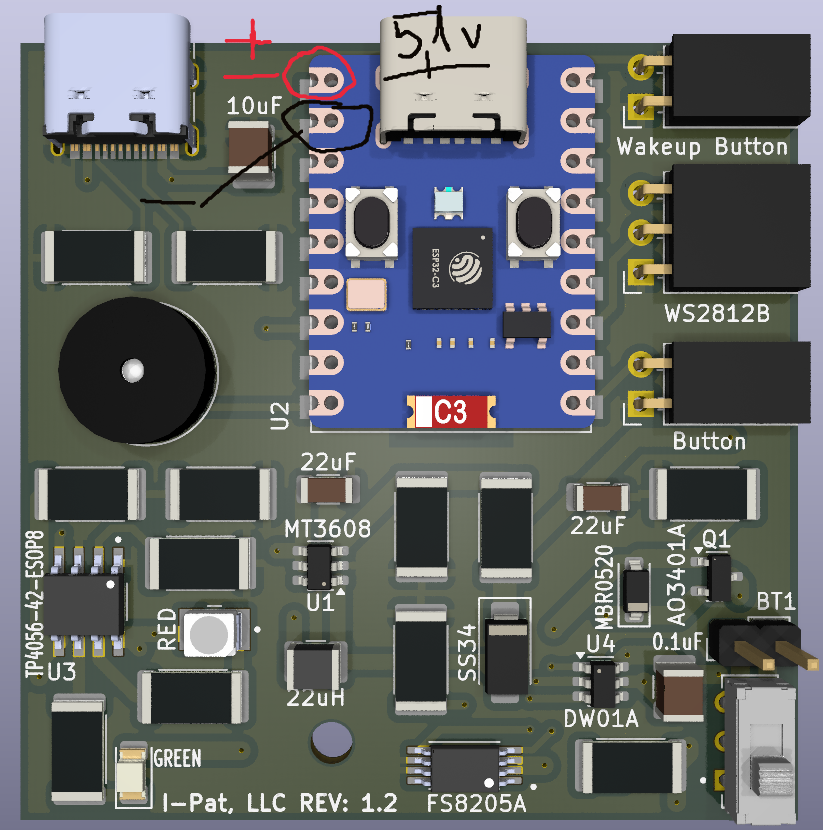 5,1v
+
−
10uF
−
Wakeup Button
ESP32-C3
WS2812B
C3
U2
Button
22uF
22uF
MT3608
U1
TP4056-42-ESOP8
U3
RED
MBR0520
AO3401A
Q1
BT1
0.1uF
U4
SS34
22uH
DW01A
GREEN
I-Pat, LLC REV: 1.2
FS8205A